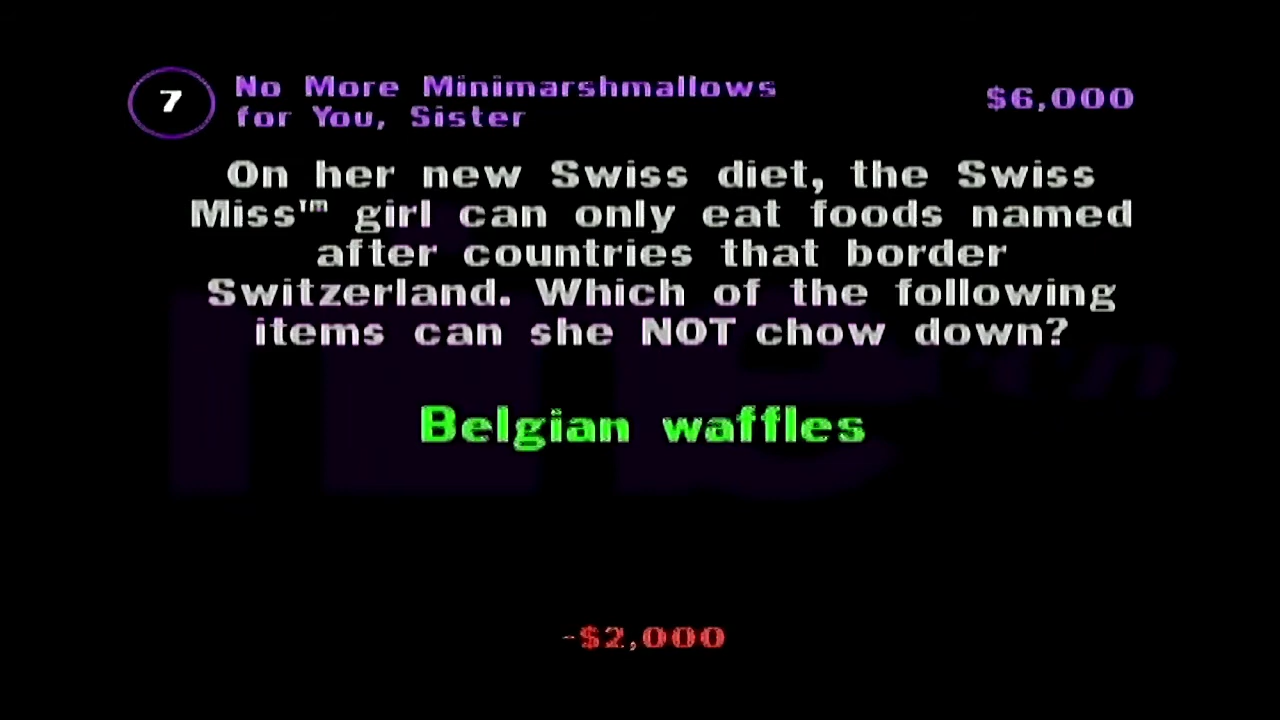 7
No More Minimarshmallows
for You, Sister
$6,000
On her new Swiss diet, the Swiss
Miss™ girl can only eat foods named
after countries that border
Switzerland. Which of the following
items can she NOT chow down?
Belgian waffles
-$2,000